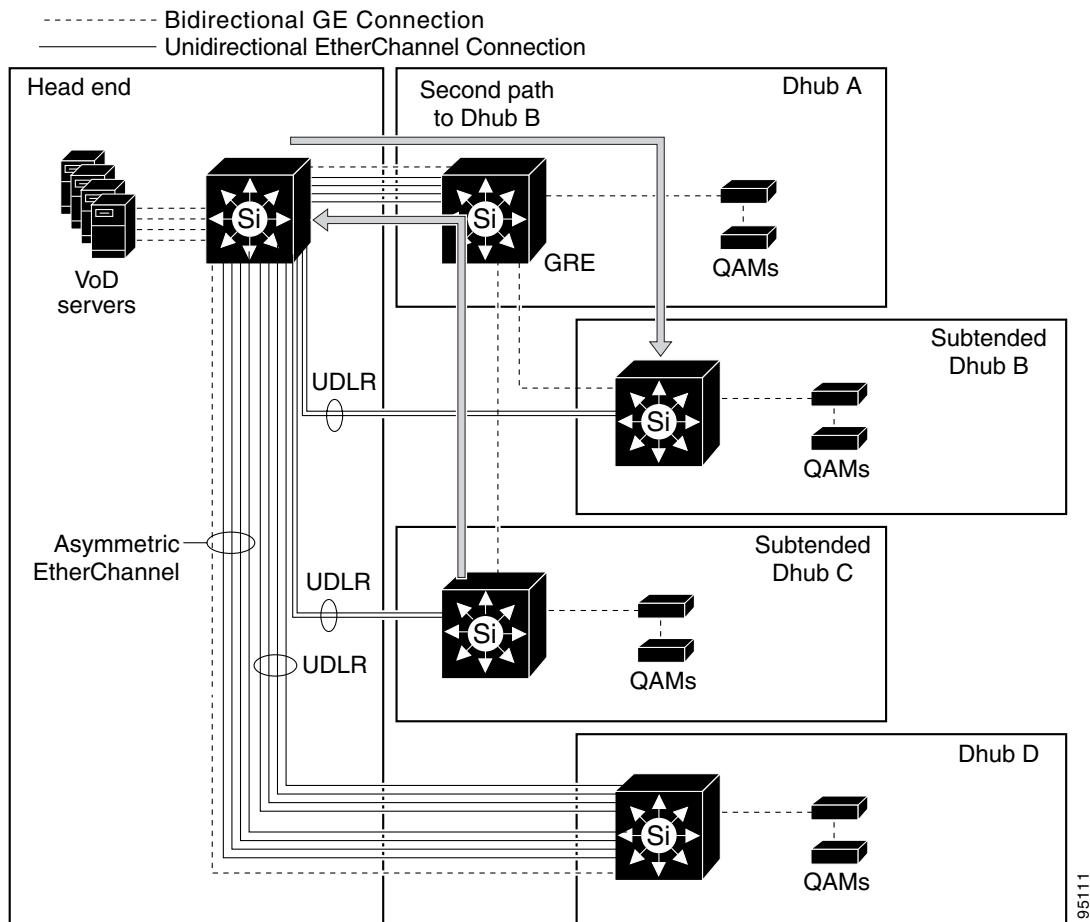 Bidirectional GE Connection
Unidirectional EtherChannel Connection
Head end
Second path
to Dhub B
Dhub A
Si
Si
VoD
servers
GRE
QAMs
Subtended
Dhub B
UDLR
Si
QAMs
Asymmetric
EtherChannel
Subtended
Dhub C
UDLR
Si
UDLR
QAMs
Dhub D
Si
QAMs
95111